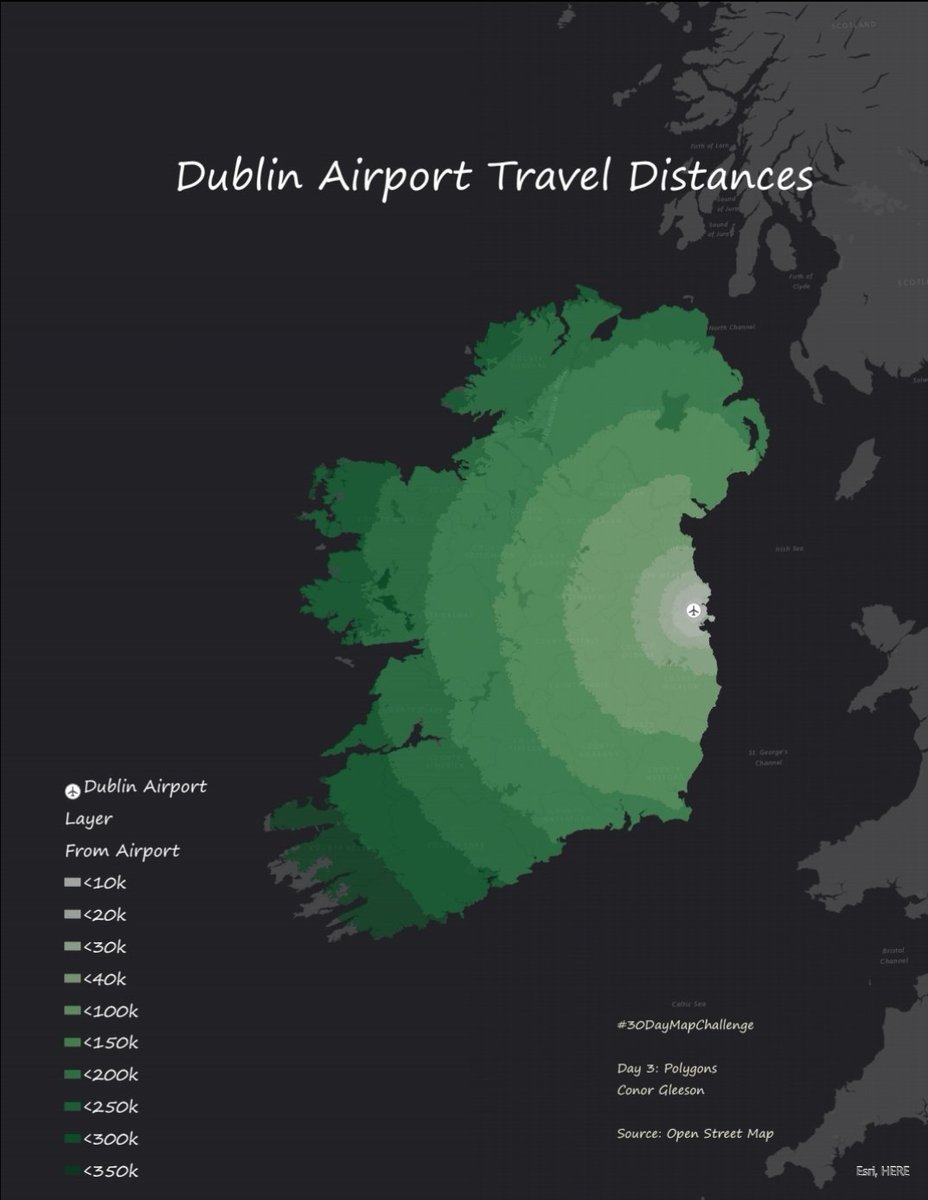 SCOTLAND
Firth of Lorn
Dublin Airport Travel Distances
Sound
of Jura
Sound
of Jura
Firth of
Clyde
North Channel
Irish Sea
St. George's
Channel
Dublin Airport
Layer
From Airport
<10k
<20k
<30k
<40k
<100k
<150k
<200k
<250k
<300k
<350k
Bristol
Channel
Celtic Sea
#30DayMapChallenge
Day 3: Polygons
Conor Gleeson
Source: Open Street Map
Esri, HERE